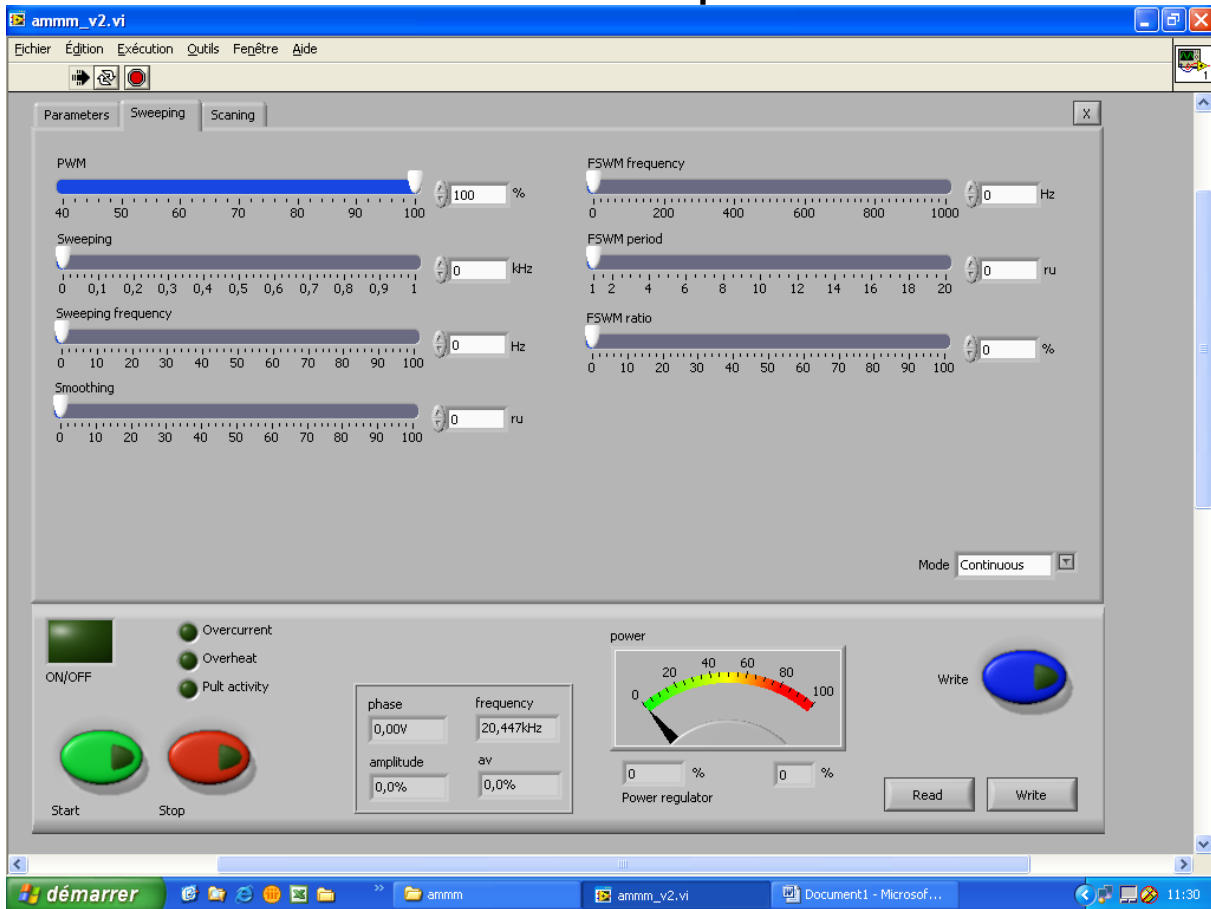 ammm_v2.vi
Fichier Édition Exécution Outils Fenêtre Aide
1
Parameters Sweeping Scaning X
PWM
100 %
40 50 60 70 80 90 100
Sweeping
0 kHz
0 0,1 0,2 0,3 0,4 0,5 0,6 0,7 0,8 0,9 1
Sweeping frequency
0 Hz
0 10 20 30 40 50 60 70 80 90 100
Smoothing
0 ru
0 10 20 30 40 50 60 70 80 90 100
FSWM frequency
0 Hz
0 200 400 600 800 1000
FSWM period
0 ru
1 2 4 6 8 10 12 14 16 18 20
FSWM ratio
0 %
0 10 20 30 40 50 60 70 80 90 100
Mode Continuous
ON/OFF
Overcurrent
Overheat
Pult activity
Start Stop
phase frequency
0,00V 20,447kHz
amplitude av
0,0% 0,0%
power
0 20 40 60 80 100
0 % 0 %
Power regulator
Write
Read Write
démarrer ammm ammm_v2.vi Document1 - Microsof... 11:30